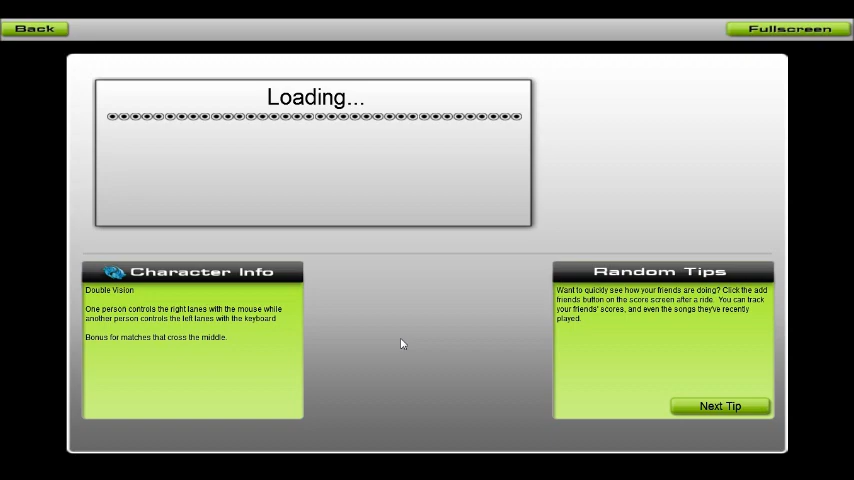 Back
Fullscreen
Loading...
Character Info
Double Vision
One person controls the right lanes with the mouse while
another person controls the left lanes with the keyboard
Bonus for matches that cross the middle.
Random Tips
Want to quickly see how your friends are doing? Click the add
friends button on the score screen after a ride. You can track
your friends' scores, and even the songs they've recently
played.
Next Tip